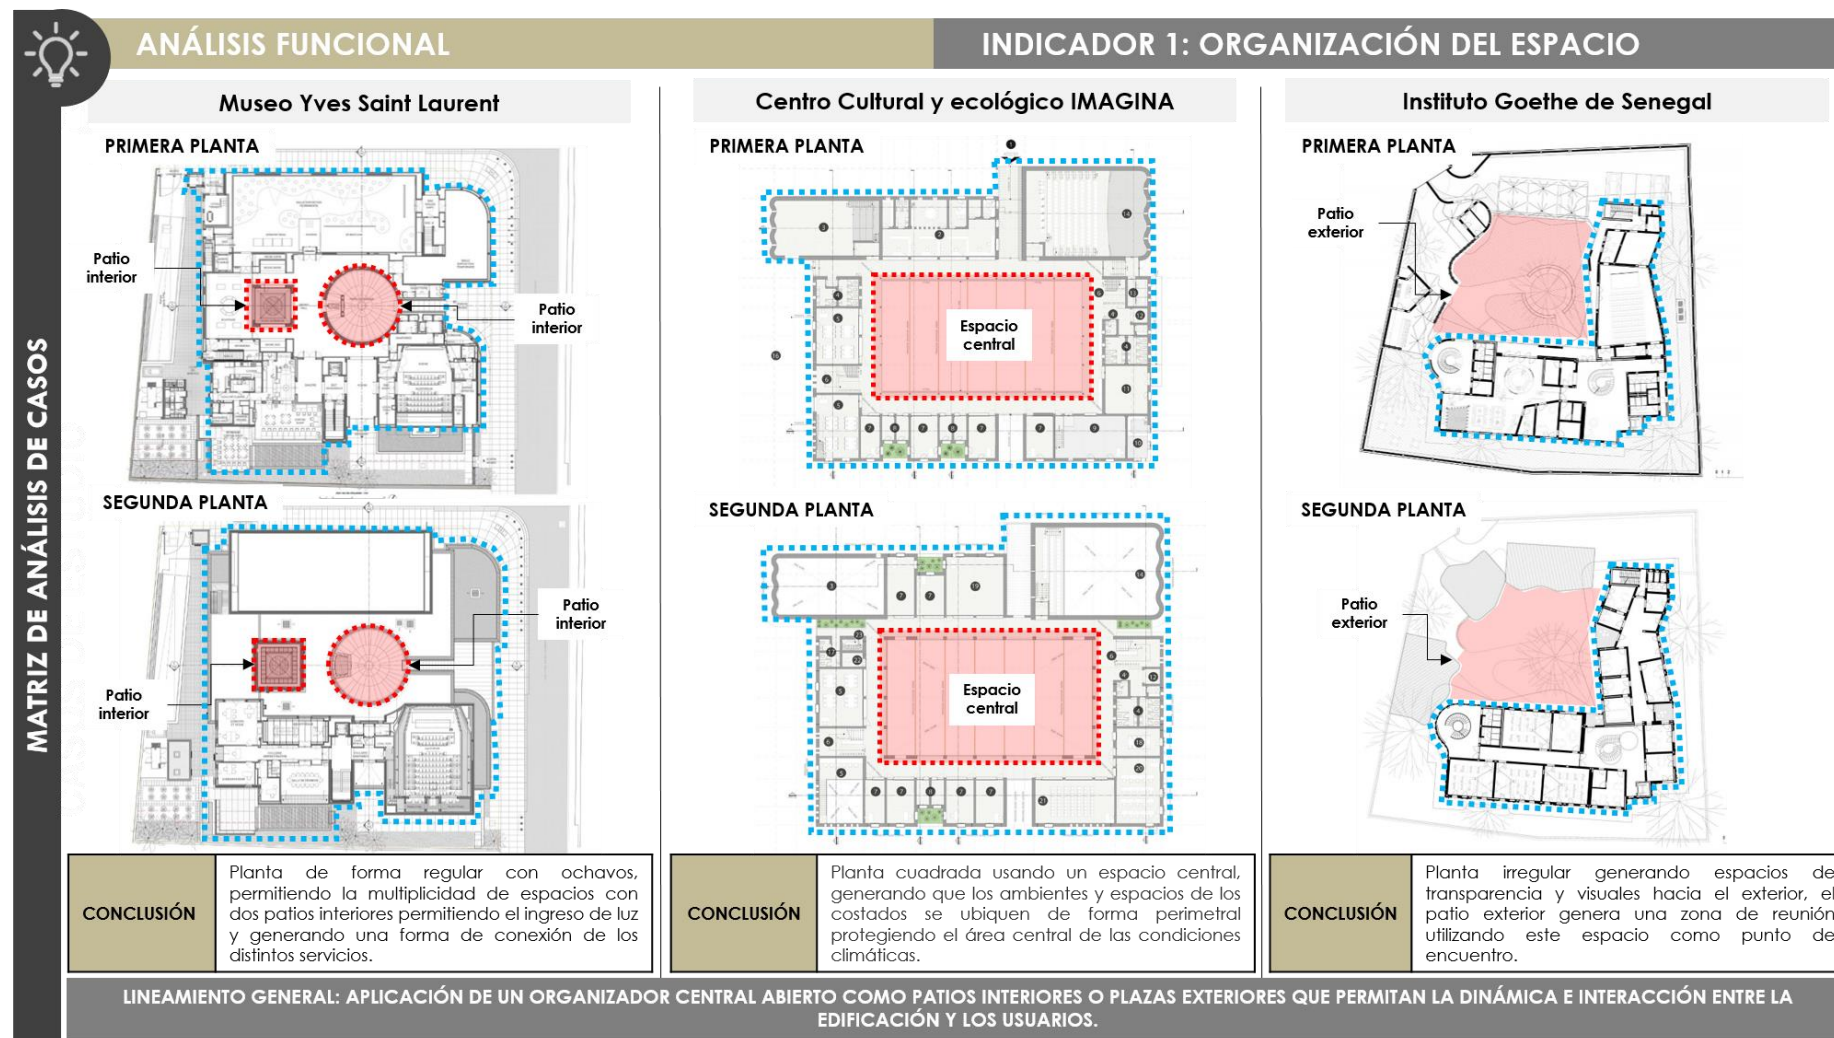 MATRIZ DE ANÁLISIS DE CASOS
ANÁLISIS FUNCIONAL
INDICADOR 1: ORGANIZACIÓN DEL ESPACIO
Museo Yves Saint Laurent
PRIMERA PLANTA
Patio
interior
Patio
interior
SEGUNDA PLANTA
Patio
interior
Patio
interior
CONCLUSIÓN
Planta de forma regular con ochavos,
permitiendo la multiplicidad de espacios con
dos patios interiores permitiendo el ingreso de luz
y generando una forma de conexión de los
distintos servicios.
Centro Cultural y ecológico IMAGINA
PRIMERA PLANTA
Espacio
central
SEGUNDA PLANTA
Espacio
central
CONCLUSIÓN
Planta cuadrada usando un espacio central,
generando que los ambientes y espacios de los
costados se ubiquen de forma perimetral
protegiendo el área central de las condiciones
climáticas.
Instituto Goethe de Senegal
PRIMERA PLANTA
Patio
exterior
SEGUNDA PLANTA
Patio
exterior
CONCLUSIÓN
Planta irregular generando espacios de
transparencia y visuales hacia el exterior, el
patio exterior genera una zona de reunión
utilizando este espacio como punto de
encuentro.
LINEAMIENTO GENERAL: APLICACIÓN DE UN ORGANIZADOR CENTRAL ABIERTO COMO PATIOS INTERIORES O PLAZAS EXTERIORES QUE PERMITAN LA DINÁMICA E INTERACCIÓN ENTRE LA
EDIFICACIÓN Y LOS USUARIOS.